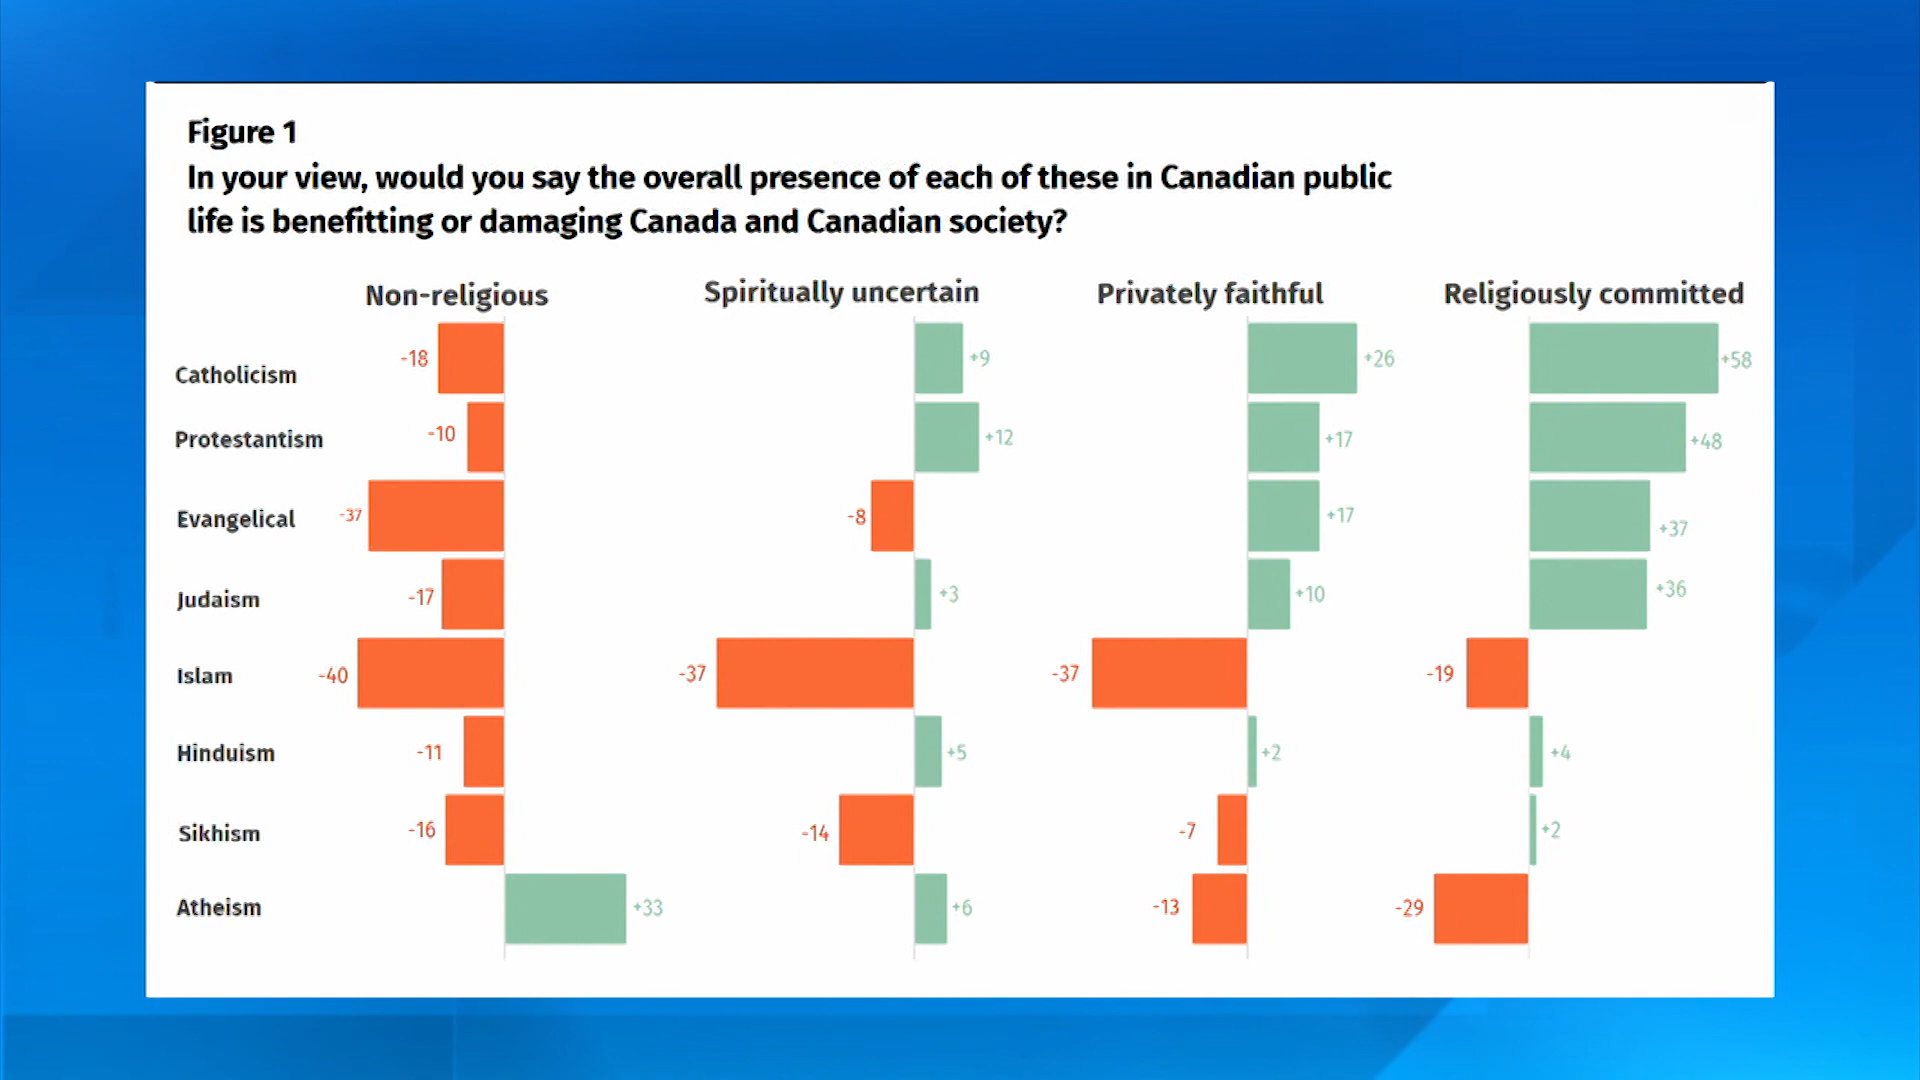 Figure 1
In your view, would you say the overall presence of each of these in Canadian public
life is benefitting or damaging Canada and Canadian society?
Non-religious Spiritually uncertain Privately faithful Religiously committed
Catholicism -18 +9 +26 +58
Protestantism -10 +12 +17 +48
Evangelical -37 -8 +17 +37
Judaism -17 +3 +10 +36
Islam -40 -37 -37 -19
Hinduism -11 +5 +2 +4
Sikhism -16 -14 -7 +2
Atheism +33 +6 -13 -29